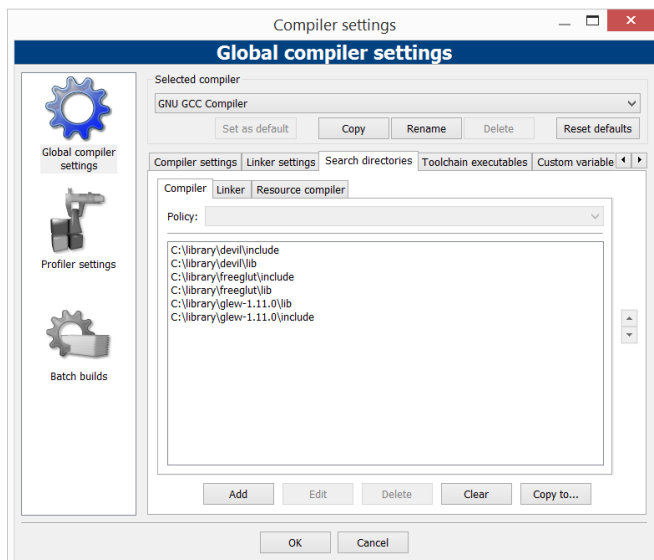 Compiler settings
Global compiler settings
Selected compiler
GNU GCC Compiler
Set as default Copy Rename Delete Reset defaults
Global compiler
settings
Profiler settings
Batch builds
Compiler settings Linker settings Search directories Toolchain executables Custom variable
Compiler Linker Resource compiler
Policy:
C:\library\devil\include
C:\library\devil\lib
C:\library\freeglut\include
C:\library\freeglut\lib
C:\library\glew-1.11.0\lib
C:\library\glew-1.11.0\include
Add Edit Delete Clear Copy to...
OK Cancel